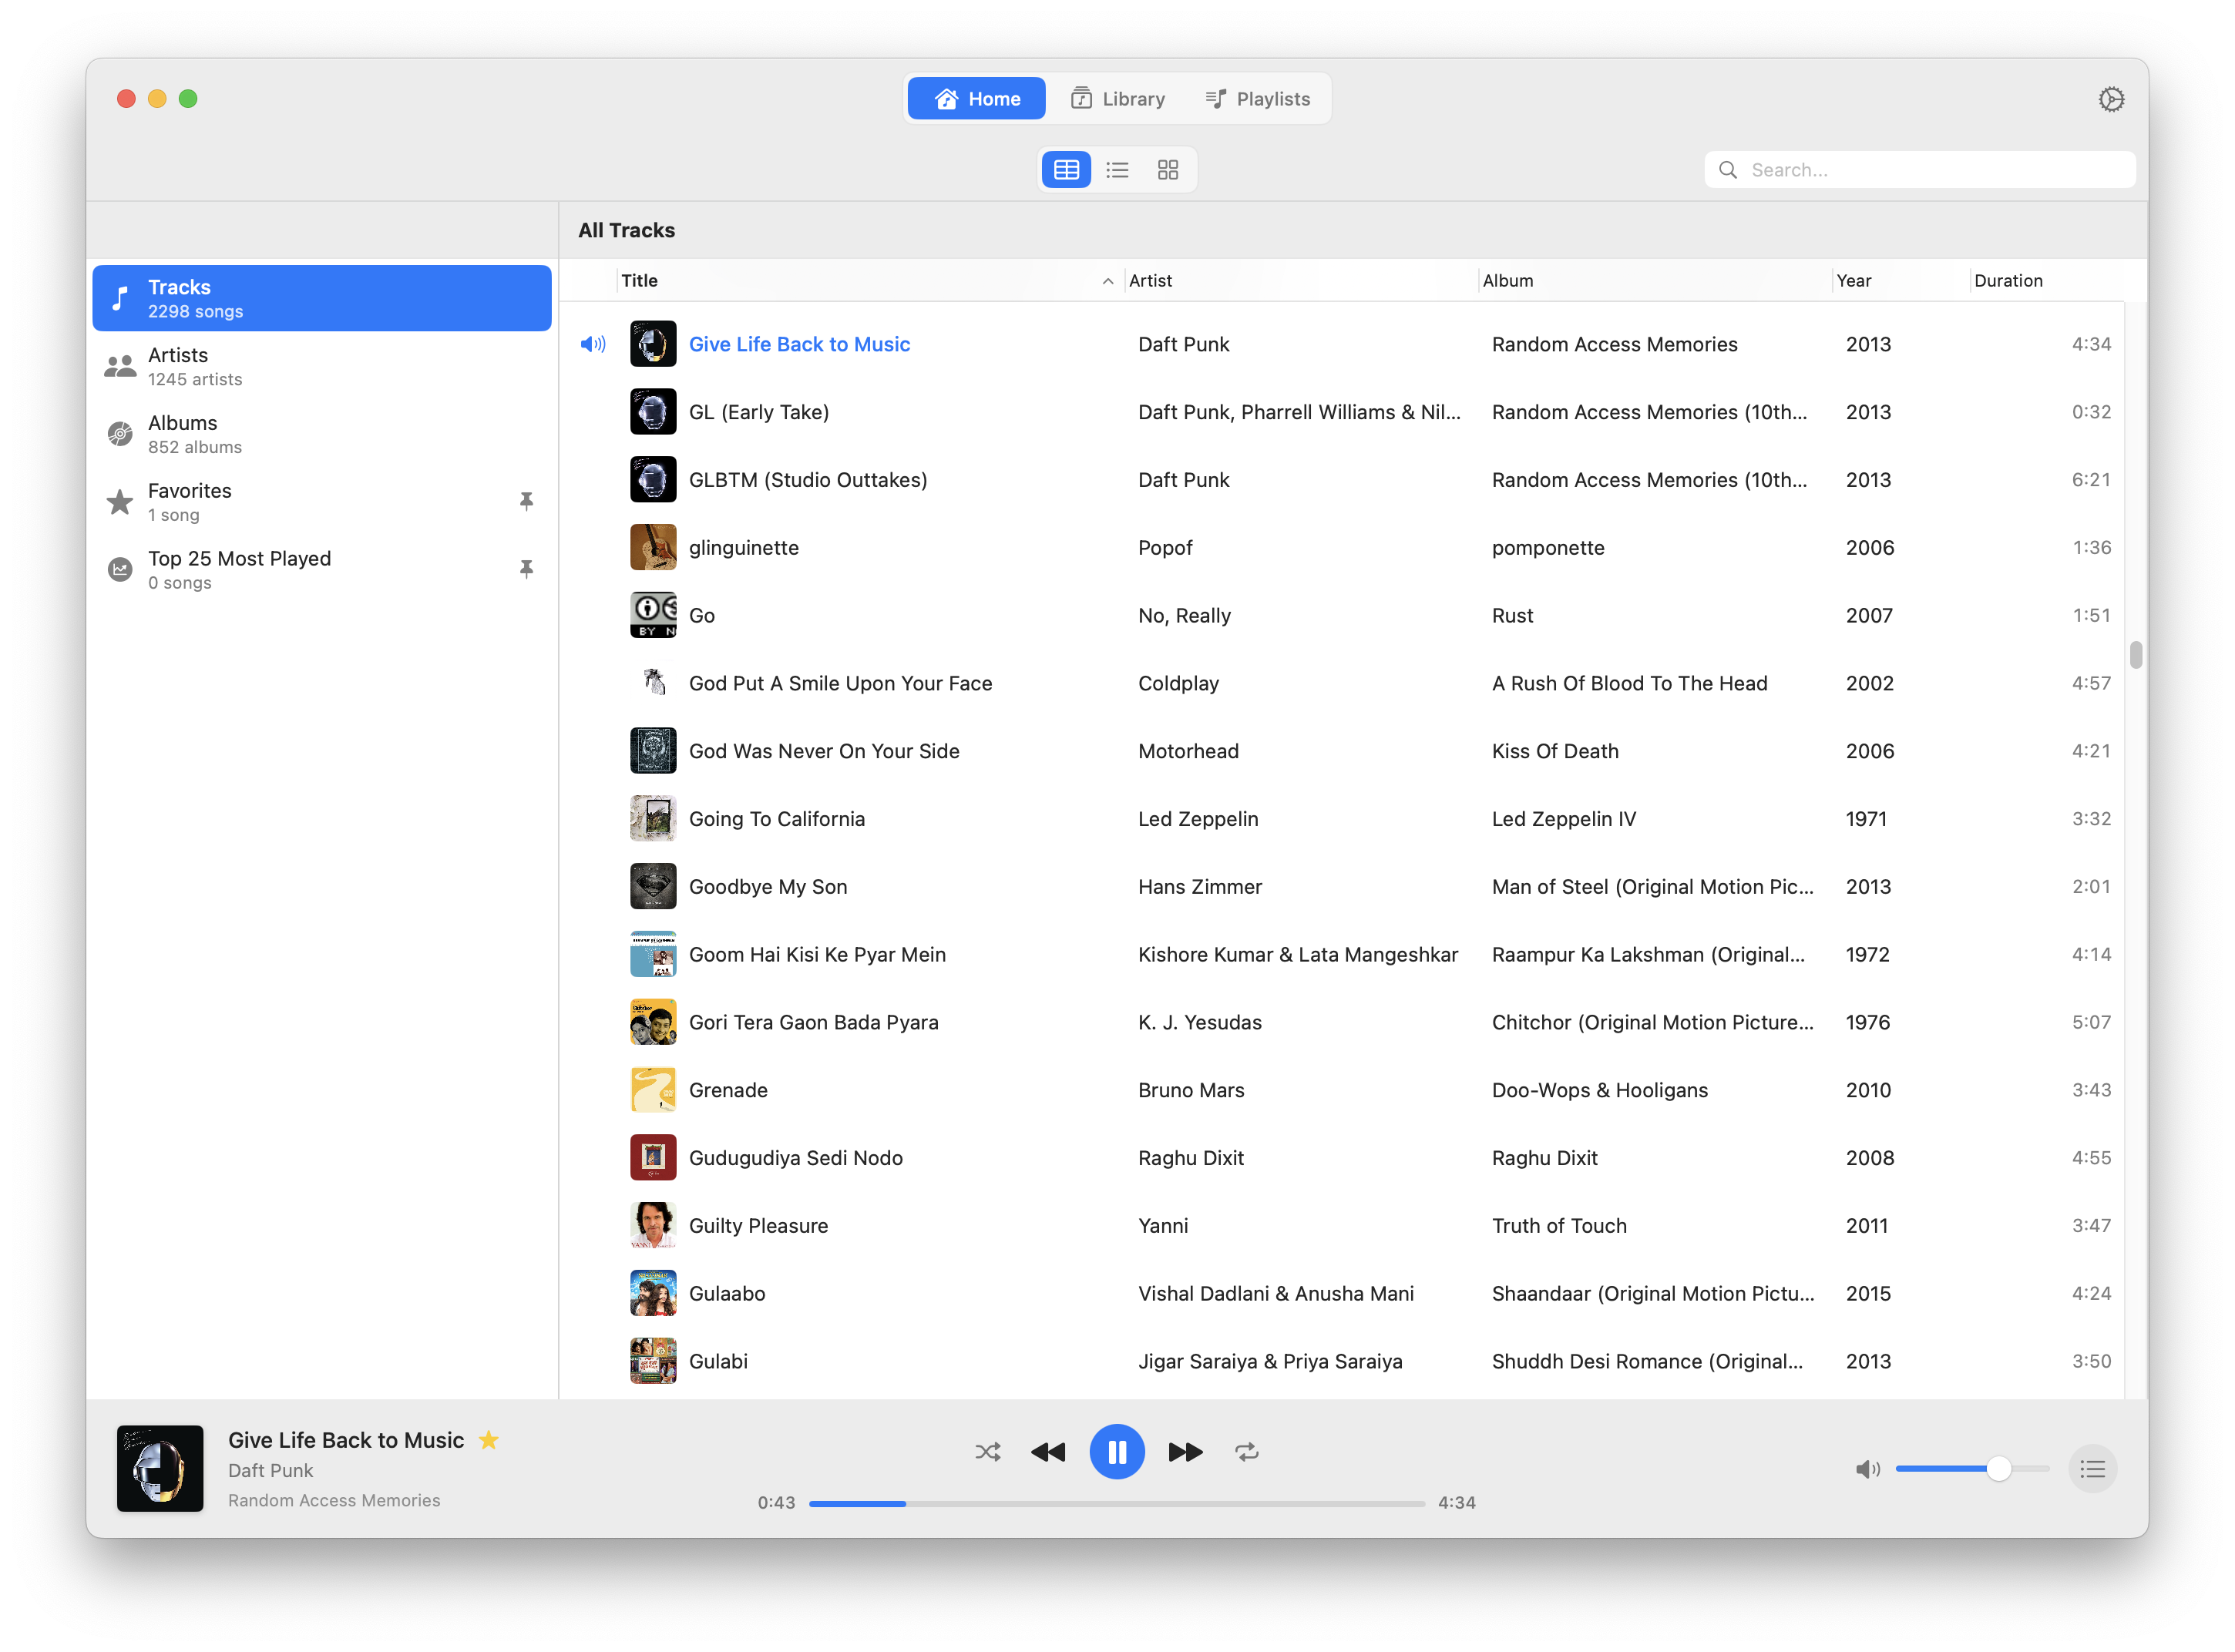 Home Library Playlists
Search...
All Tracks
Title Artist Album Year Duration
Tracks
2298 songs
Artists
1245 artists
Albums
852 albums
Favorites
1 song
Top 25 Most Played
0 songs
Give Life Back to Music Daft Punk Random Access Memories 2013 4:34
GL (Early Take) Daft Punk, Pharrell Williams & Nil... Random Access Memories (10th... 2013 0:32
GLBTM (Studio Outtakes) Daft Punk Random Access Memories (10th... 2013 6:21
glinguinette Popof pomponette 2006 1:36
BY
Go No, Really Rust 2007 1:51
God Put A Smile Upon Your Face Coldplay A Rush Of Blood To The Head 2002 4:57
God Was Never On Your Side Motorhead Kiss Of Death 2006 4:21
Going To California Led Zeppelin Led Zeppelin IV 1971 3:32
Goodbye My Son Hans Zimmer Man of Steel (Original Motion Pic... 2013 2:01
Goom Hai Kisi Ke Pyar Mein Kishore Kumar & Lata Mangeshkar Raampur Ka Lakshman (Original... 1972 4:14
Gori Tera Gaon Bada Pyara K. J. Yesudas Chitchor (Original Motion Picture... 1976 5:07
Grenade Bruno Mars Doo-Wops & Hooligans 2010 3:43
Gudugudiya Sedi Nodo Raghu Dixit Raghu Dixit 2008 4:55
Guilty Pleasure Yanni Truth of Touch 2011 3:47
Gulaabo Vishal Dadlani & Anusha Mani Shaandaar (Original Motion Pictu... 2015 4:24
Gulabi Jigar Saraiya & Priya Saraiya Shuddh Desi Romance (Original... 2013 3:50
Give Life Back to Music
Daft Punk
Random Access Memories
0:43 4:34